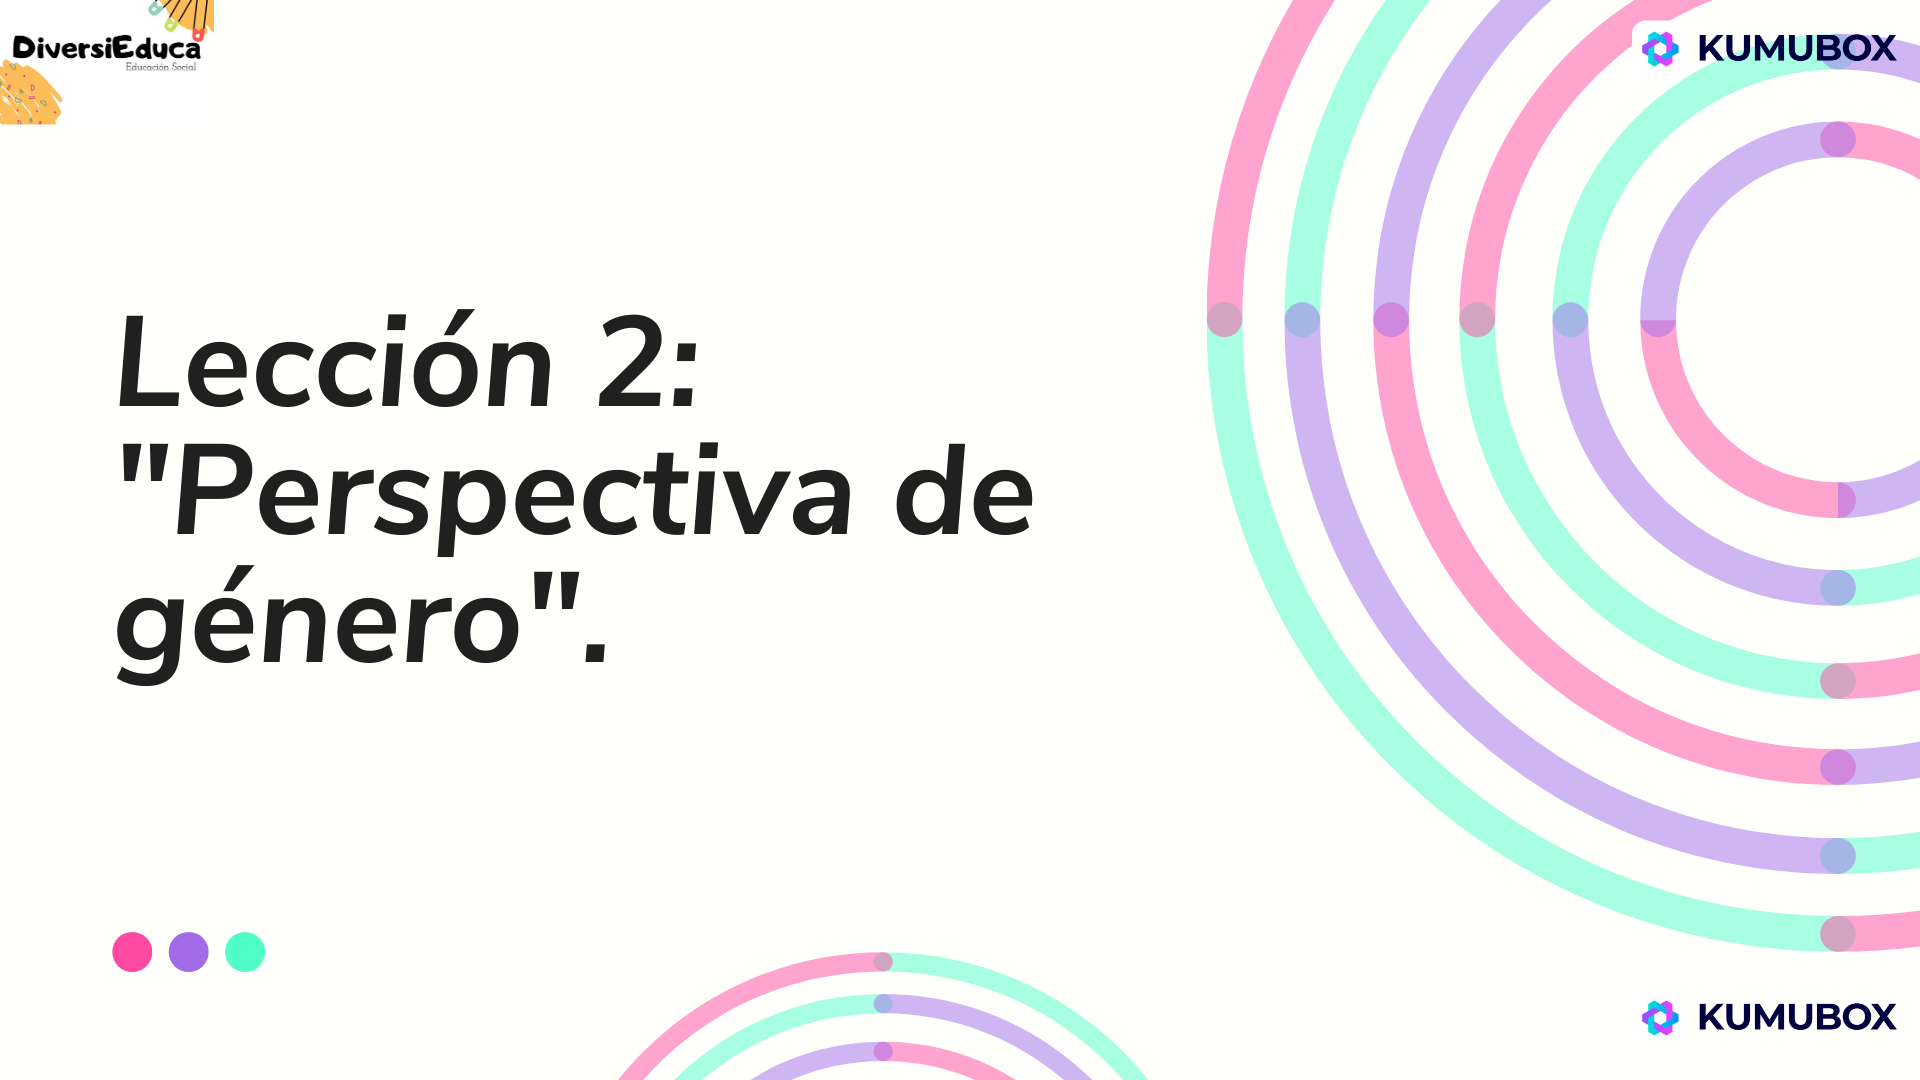 DiversiEduca
Educación Social
KUMUBOX
Lección 2:
"Perspectiva de
género".
KUMUBOX